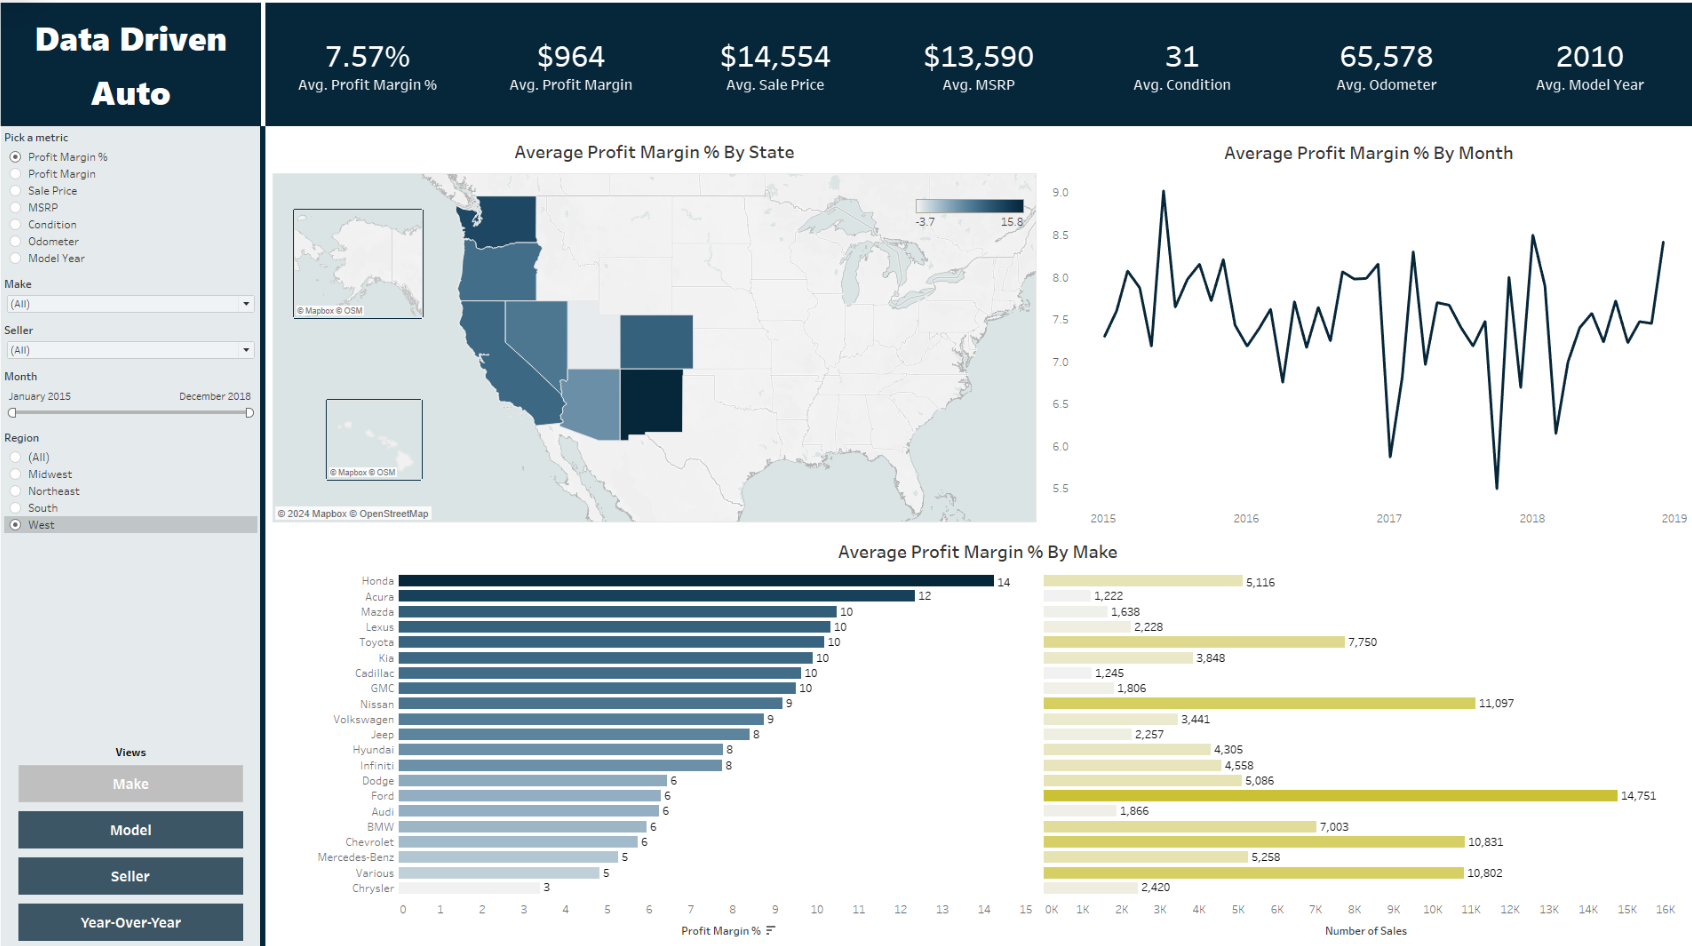 Data Driven
Auto
7.57%
Avg. Profit Margin %
$964
Avg. Profit Margin
$14,554
Avg. Sale Price
$13,590
Avg. MSRP
31
Avg. Condition
65,578
Avg. Odometer
2010
Avg. Model Year
Pick a metric
Profit Margin %
Profit Margin
Sale Price
MSRP
Condition
Odometer
Model Year
Make
(All)
Seller
(All)
Month
January 2015 December 2018
Region
(All)
Midwest
Northeast
South
West
Views
Make
Model
Seller
Year-Over-Year
Average Profit Margin % By State
-3.7 15.8
© Mapbox © OSM
© Mapbox © OSM
© 2024 Mapbox © OpenStreetMap
Average Profit Margin % By Month
9.0
8.5
8.0
7.5
7.0
6.5
6.0
5.5
2015 2016 2017 2018 2019
Average Profit Margin % By Make
Honda 14 5,116
Acura 12 1,222
Mazda 10 1,638
Lexus 10 2,228
Toyota 10 7,750
Kia 10 3,848
Cadillac 10 1,245
GMC 10 1,806
Nissan 9 11,097
Volkswagen 9 3,441
Jeep 8 2,257
Hyundai 8 4,305
Infiniti 8 4,558
Dodge 6 5,086
Ford 6 14,751
Audi 6 1,866
BMW 6 7,003
Chevrolet 6 10,831
Mercedes-Benz 5 5,258
Various 5 10,802
Chrysler 3 2,420
0 1 2 3 4 5 6 7 8 9 10 11 12 13 14 15 0K 1K 2K 3K 4K 5K 6K 7K 8K 9K 10K 11K 12K 13K 14K 15K 16K
Profit Margin % Number of Sales